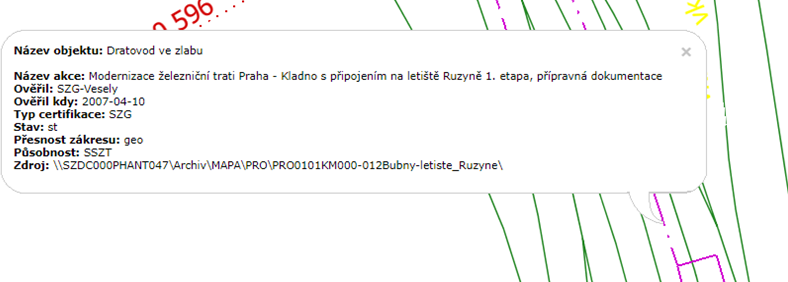 0.596
Název objektu: Dratovod ve zlabu
Název akce: Modernizace železniční trati Praha - Kladno s připojením na letiště Ruzyně 1. etapa, přípravná dokumentace
Ověřil: SZG-Vesely
Ověřil kdy: 2007-04-10
Typ certifikace: SZG
Stav: st
Přesnost zákresu: geo
Působnost: SSZT
Zdroj: \\SZDC000PHANT047\Archiv\MAPA\PRO\PRO0101KM000-012Bubny-letiste_Ruzyne\